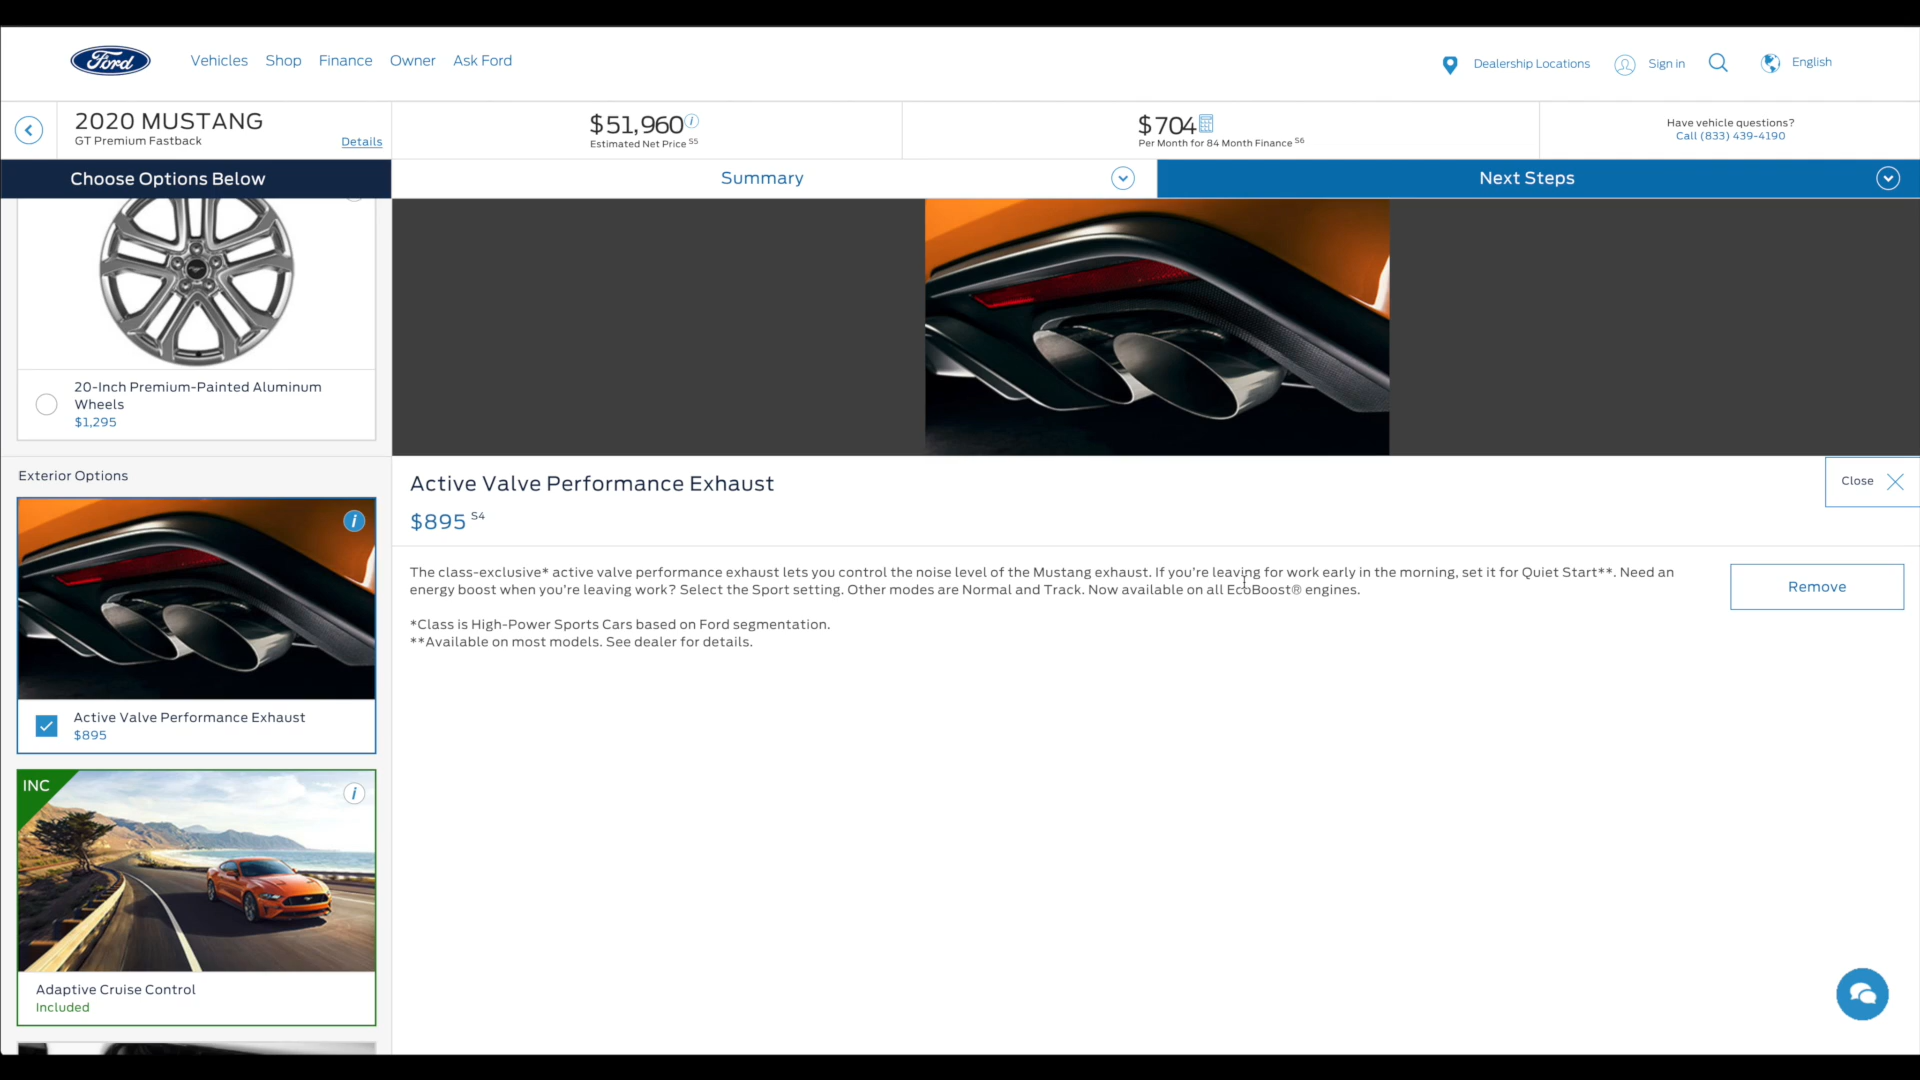 Ford
Vehicles Shop Finance Owner Ask Ford
Dealership Locations
Sign in
English
2020 MUSTANG
GT Premium Fastback
Details
$51,960
Estimated Net Price S5
$704
Per Month for 84 Month Finance S6
Have vehicle questions?
Call (833) 439-4190
Choose Options Below
Summary
Next Steps
20-Inch Premium-Painted Aluminum
Wheels
$1,295
Exterior Options
i
Active Valve Performance Exhaust
$895
INC
i
Adaptive Cruise Control
Included
Active Valve Performance Exhaust
$895 S4
Close
The class-exclusive* active valve performance exhaust lets you control the noise level of the Mustang exhaust. If you're leaving for work early in the morning, set it for Quiet Start**. Need an
energy boost when you're leaving work? Select the Sport setting. Other modes are Normal and Track. Now available on all EcoBoost® engines.
*Class is High-Power Sports Cars based on Ford segmentation.
**Available on most models. See dealer for details.
Remove